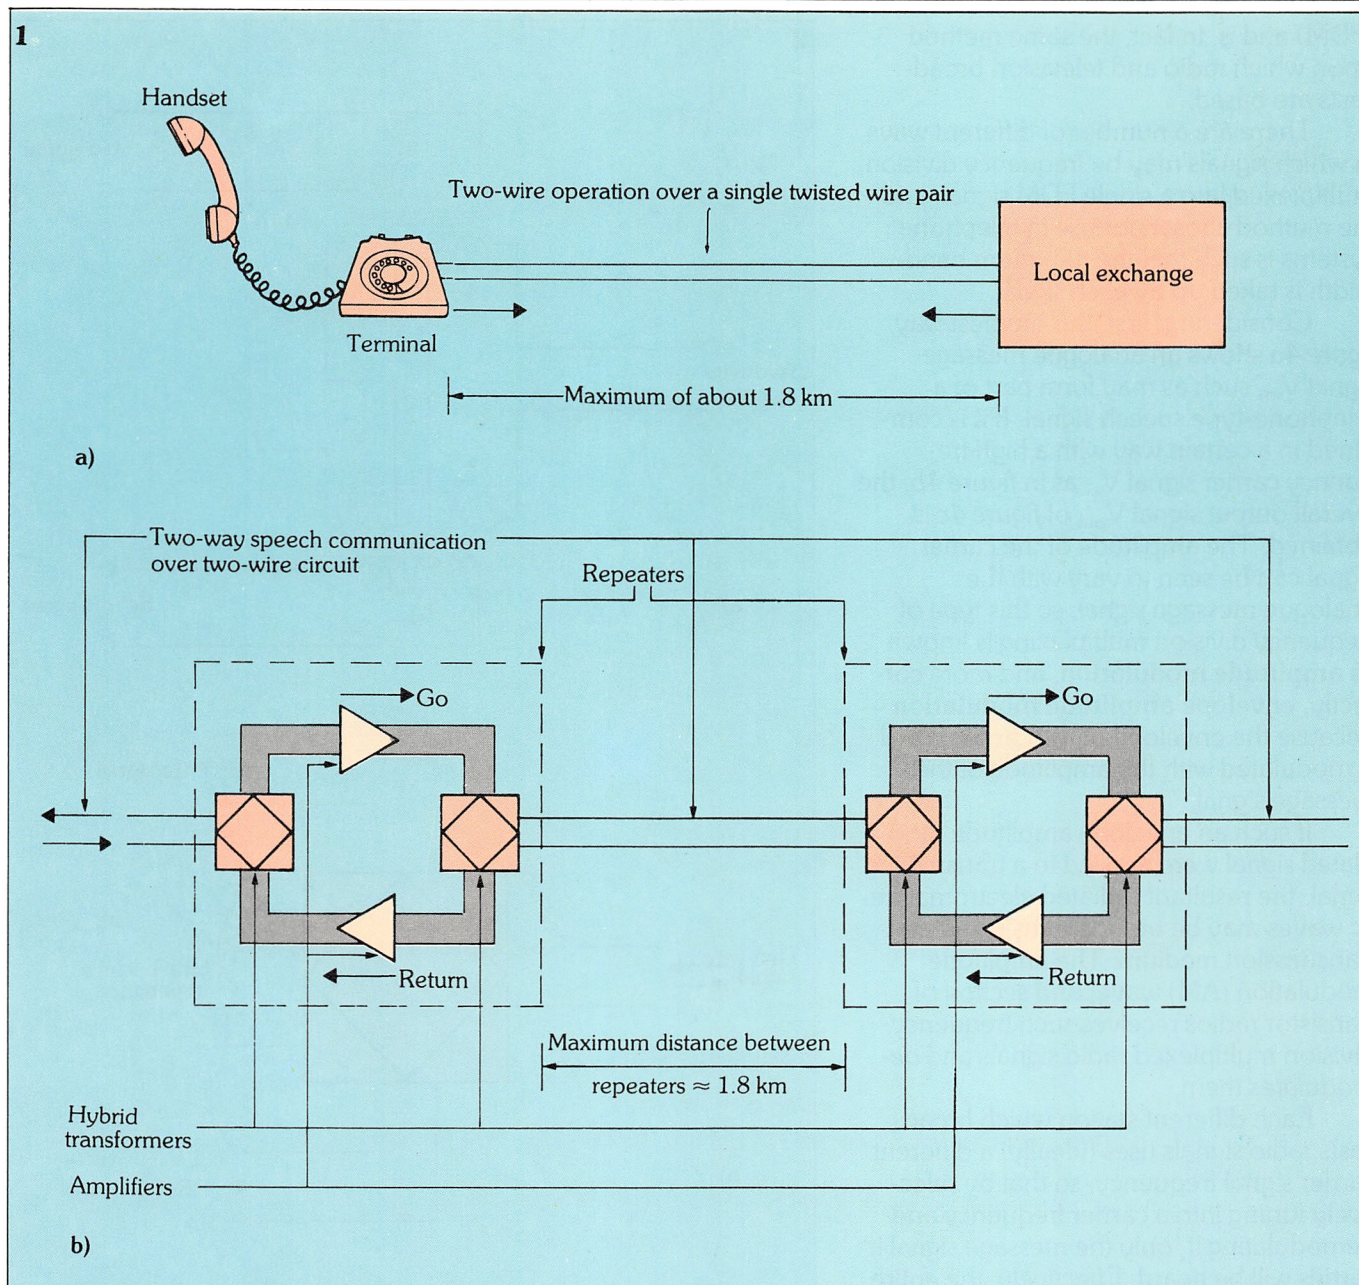 1
Handset
Two-wire operation over a single twisted wire pair
Local exchange
Terminal
Maximum of about 1.8 km
a)
Two-way speech communication
over two-wire circuit
Repeaters
Go
Go
Return
Return
Maximum distance between
repeaters ≈ 1.8 km
Hybrid
transformers
Amplifiers
b)